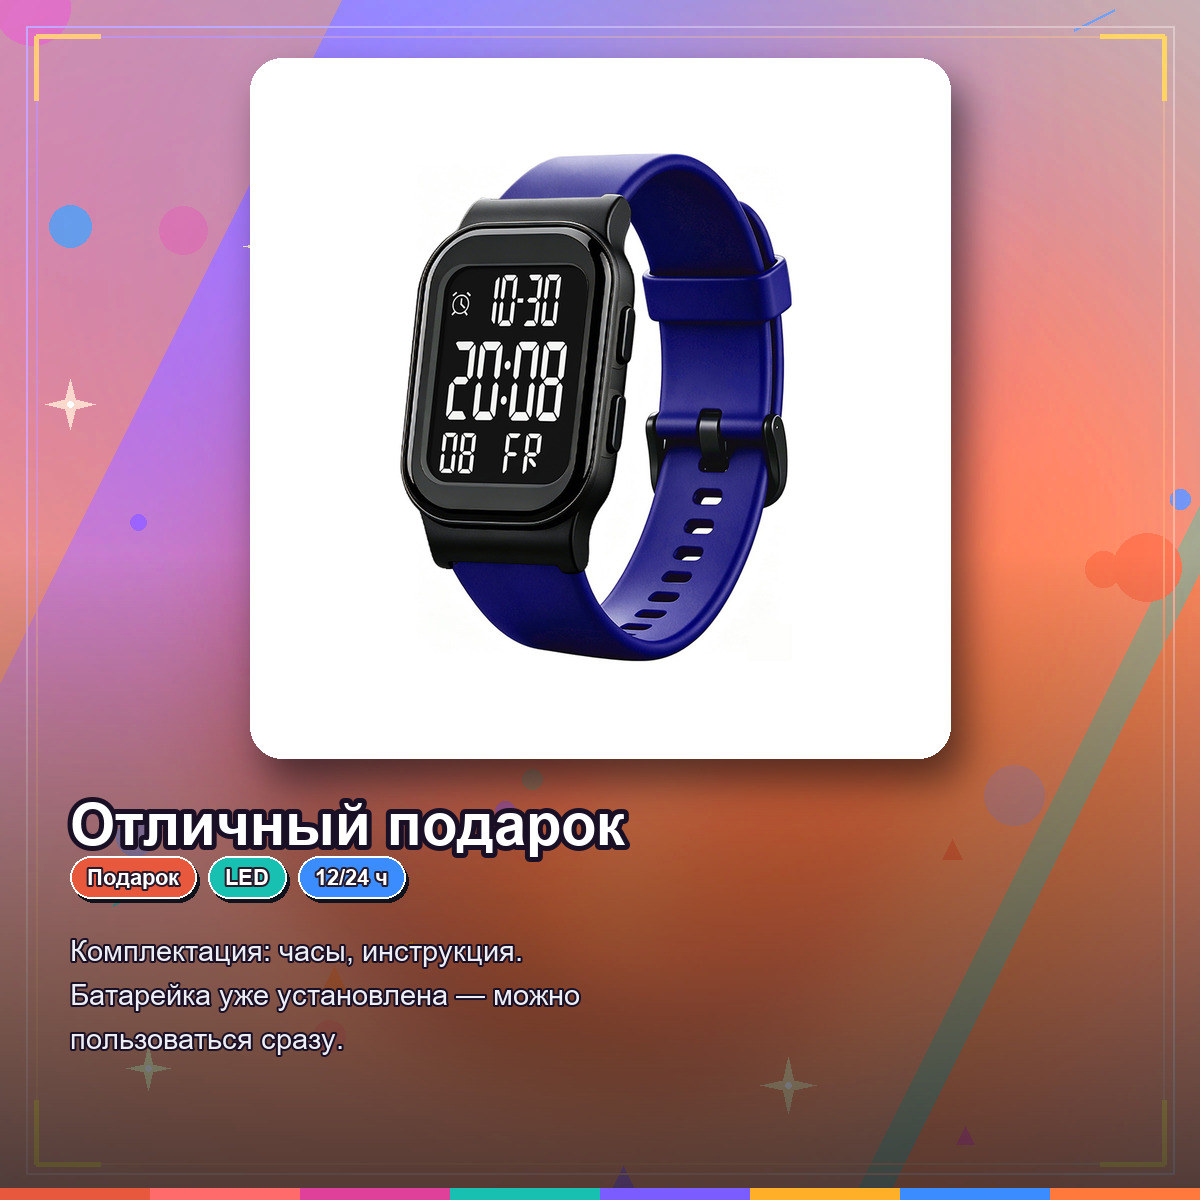 10-30
20:08
08 FR
Отличный подарок
Подарок LED 12/24 ч
Комплектация: часы, инструкция.
Батарейка уже установлена — можно
пользоваться сразу.